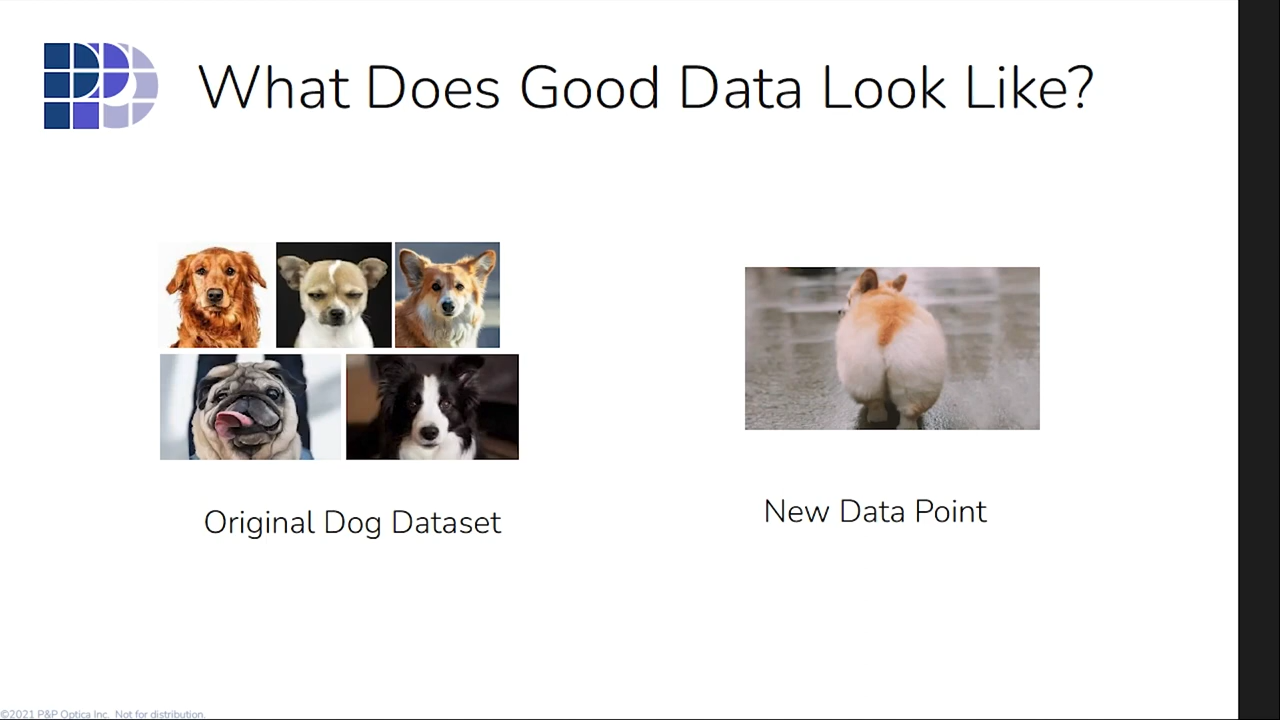 What Does Good Data Look Like?
Original Dog Dataset
New Data Point
©2021 P&P Optica Inc. Not for distribution.